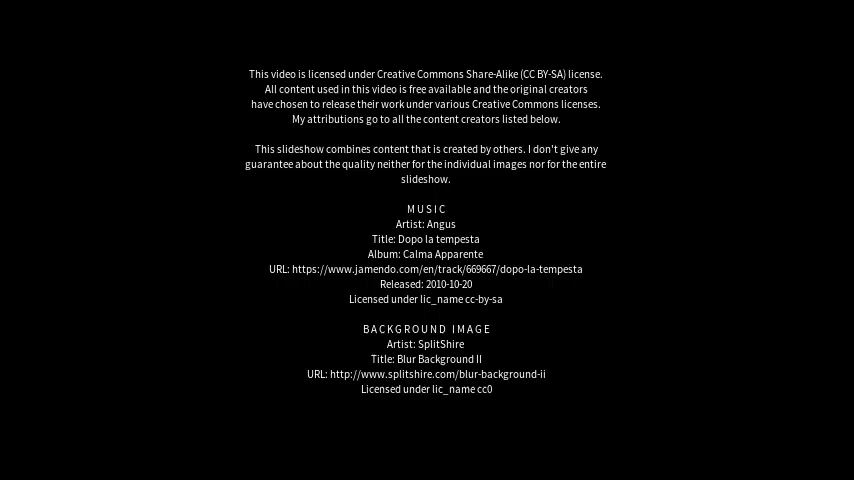 This video is licensed under Creative Commons Share-Alike (CC BY-SA) license.
All content used in this video is free available and the original creators
have chosen to release their work under various Creative Commons licenses.
My attributions go to all the content creators listed below.
This slideshow combines content that is created by others. I don't give any
guarantee about the quality neither for the individual images nor for the entire
slideshow.
MUSIC
Artist: Angus
Title: Dopo la tempesta
Album: Calma Apparente
URL: https://www.jamendo.com/en/track/669667/dopo-la-tempesta
Released: 2010-10-20
Licensed under lic_name cc-by-sa
BACKGROUND IMAGE
Artist: SplitShire
Title: Blur Background II
URL: http://www.splitshire.com/blur-background-ii
Licensed under lic_name cc0